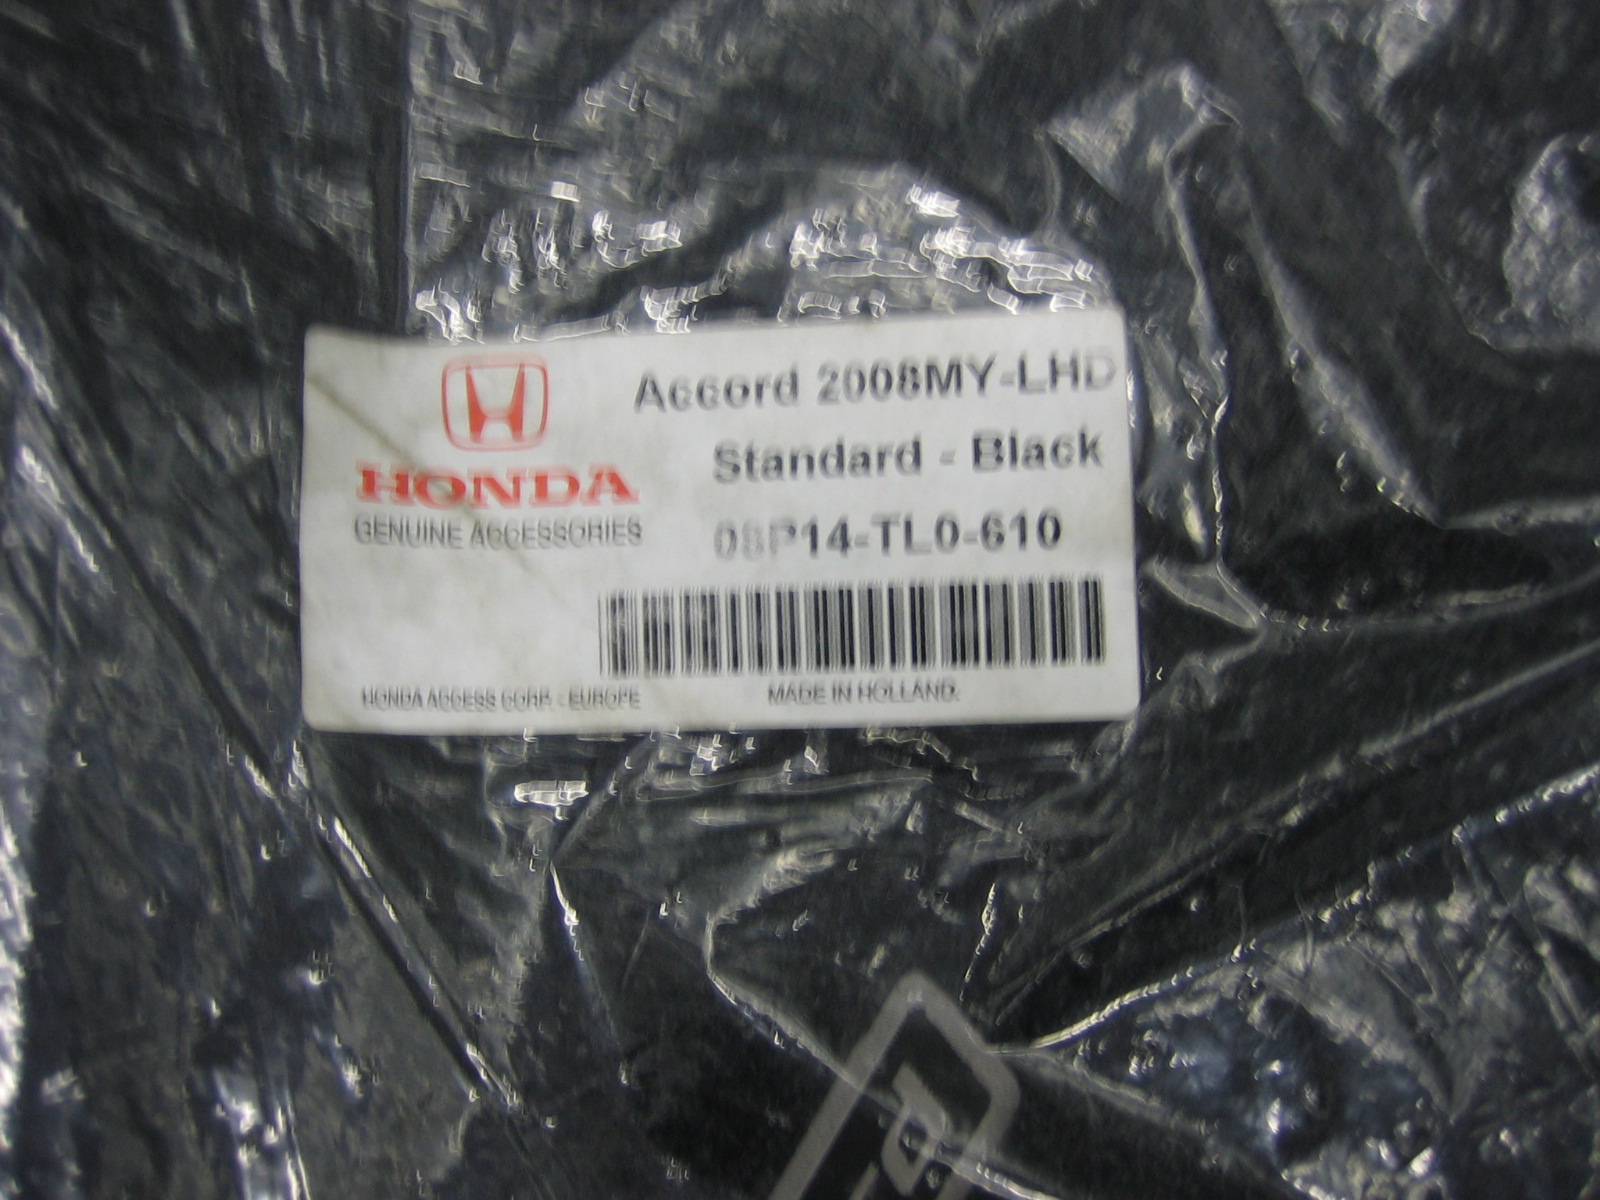 Accord 2008MY-LHD
Standard - Black
08P14-TL0-610
HONDA
GENUINE ACCESSORIES
HONDA ACCESS CORP. - EUROPE
MADE IN HOLLAND.